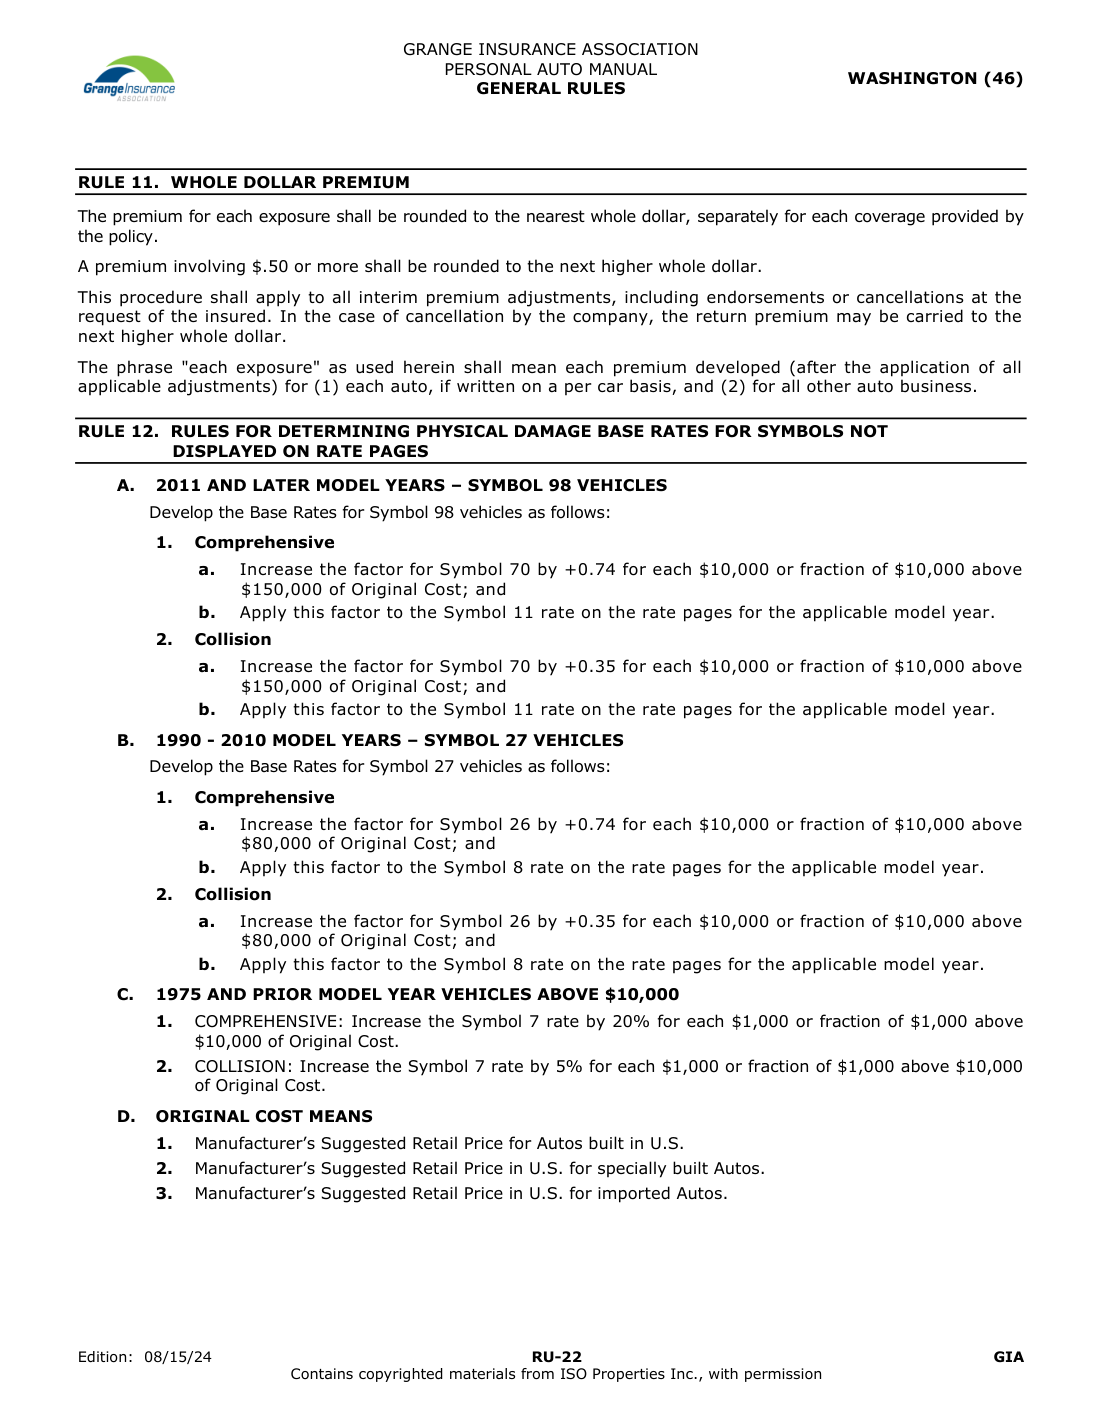 GRANGE INSURANCE ASSOCIATION
PERSONAL AUTO MANUAL
GENERAL RULES
WASHINGTON (46)
GrangeInsurance
ASSOCIATION
RULE 11. WHOLE DOLLAR PREMIUM
The premium for each exposure shall be rounded to the nearest whole dollar, separately for each coverage provided by
the policy.
A premium involving $.50 or more shall be rounded to the next higher whole dollar.
This procedure shall apply to all interim premium adjustments, including endorsements or cancellations at the
request of the insured. In the case of cancellation by the company, the return premium may be carried to the
next higher whole dollar.
The phrase "each exposure" as used herein shall mean each premium developed (after the application of all
applicable adjustments) for (1) each auto, if written on a per car basis, and (2) for all other auto business.
RULE 12. RULES FOR DETERMINING PHYSICAL DAMAGE BASE RATES FOR SYMBOLS NOT
DISPLAYED ON RATE PAGES
A. 2011 AND LATER MODEL YEARS – SYMBOL 98 VEHICLES
Develop the Base Rates for Symbol 98 vehicles as follows:
1. Comprehensive
a. Increase the factor for Symbol 70 by +0.74 for each $10,000 or fraction of $10,000 above
$150,000 of Original Cost; and
b. Apply this factor to the Symbol 11 rate on the rate pages for the applicable model year.
2. Collision
a. Increase the factor for Symbol 70 by +0.35 for each $10,000 or fraction of $10,000 above
$150,000 of Original Cost; and
b. Apply this factor to the Symbol 11 rate on the rate pages for the applicable model year.
B. 1990 - 2010 MODEL YEARS – SYMBOL 27 VEHICLES
Develop the Base Rates for Symbol 27 vehicles as follows:
1. Comprehensive
a. Increase the factor for Symbol 26 by +0.74 for each $10,000 or fraction of $10,000 above
$80,000 of Original Cost; and
b. Apply this factor to the Symbol 8 rate on the rate pages for the applicable model year.
2. Collision
a. Increase the factor for Symbol 26 by +0.35 for each $10,000 or fraction of $10,000 above
$80,000 of Original Cost; and
b. Apply this factor to the Symbol 8 rate on the rate pages for the applicable model year.
C. 1975 AND PRIOR MODEL YEAR VEHICLES ABOVE $10,000
1. COMPREHENSIVE: Increase the Symbol 7 rate by 20% for each $1,000 or fraction of $1,000 above
$10,000 of Original Cost.
2. COLLISION: Increase the Symbol 7 rate by 5% for each $1,000 or fraction of $1,000 above $10,000
of Original Cost.
D. ORIGINAL COST MEANS
1. Manufacturer’s Suggested Retail Price for Autos built in U.S.
2. Manufacturer’s Suggested Retail Price in U.S. for specially built Autos.
3. Manufacturer’s Suggested Retail Price in U.S. for imported Autos.
Edition: 08/15/24 RU-22 GIA
Contains copyrighted materials from ISO Properties Inc., with permission